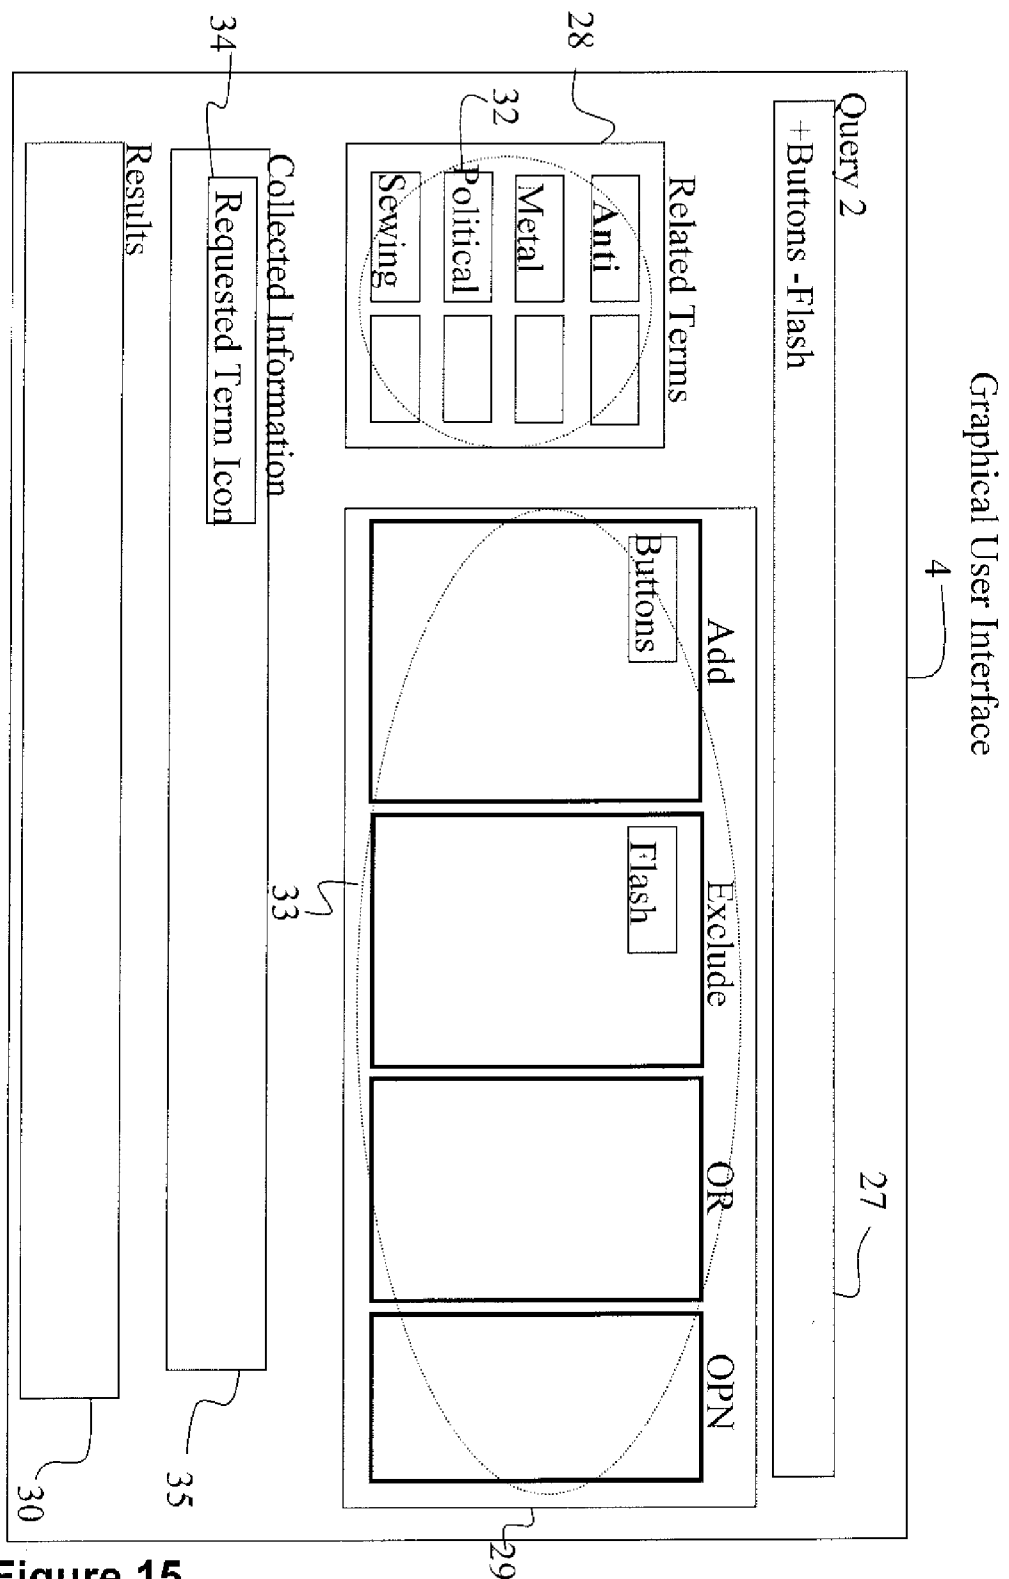 Graphical User Interface
4
27
Query 2
+Buttons -Flash
28
Related Terms
Anti
Metal
32
Political
Sewing
Add
Exclude
OR
OPN
Buttons
Flash
33
29
34
Collected Information
Requested Term Icon
35
Results
30
Figure 15